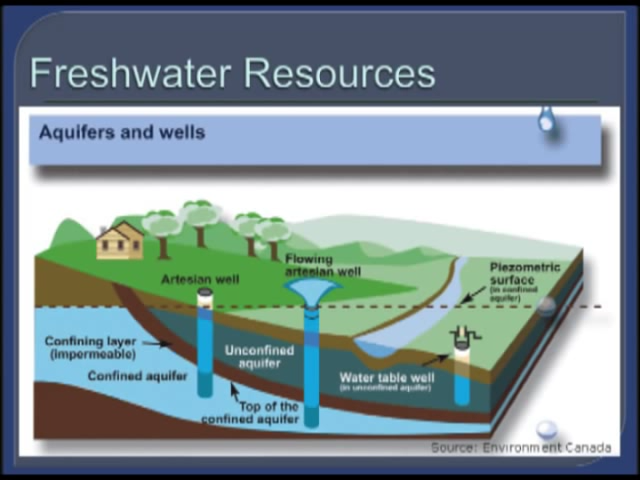 Freshwater Resources
Aquifers and wells
Flowing
artesian well
Artesian well
Piezometric
surface
(in confined
aquifer)
Confining layer
(impermeable)
Unconfined
aquifer
Confined aquifer
Water table well
(in unconfined aquifer)
Top of the
confined aquifer
Source: Environment Canada